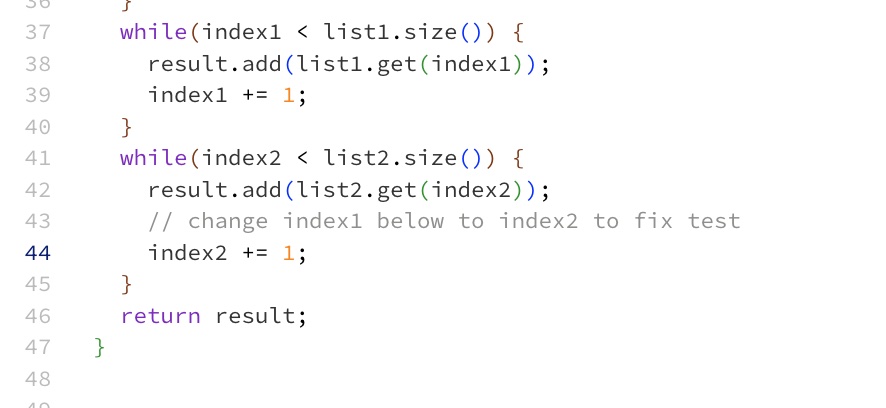 36 }
37 while(index1 < list1.size()) {
38 result.add(list1.get(index1));
39 index1 += 1;
40 }
41 while(index2 < list2.size()) {
42 result.add(list2.get(index2));
43 // change index1 below to index2 to fix test
44 index2 += 1;
45 }
46 return result;
47 }
48
49